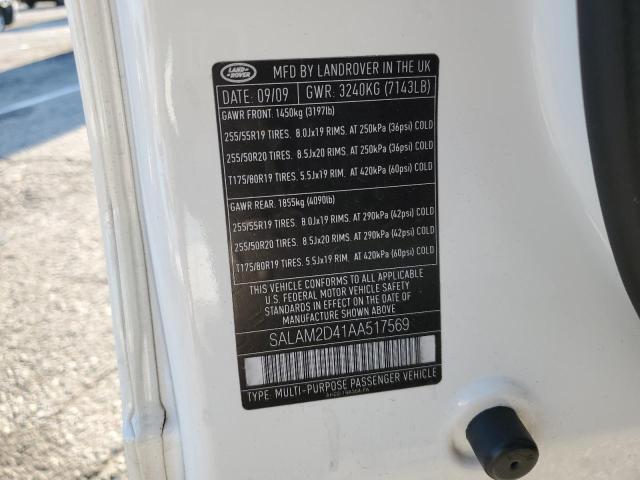 LAND ROVER
MFD BY LANDROVER IN THE UK
DATE: 09/09 GWR: 3240KG (7143LB)
GAWR FRONT: 1450kg (3197lb)
255/55R19 TIRES. 8.0Jx19 RIMS. AT 250kPa (36psi) COLD
255/50R20 TIRES. 8.5Jx20 RIMS. AT 250kPa (36psi) COLD
T175/80R19 TIRES. 5.5Jx19 RIM. AT 420kPa (60psi) COLD
GAWR REAR: 1855kg (4090lb)
255/55R19 TIRES. 8.0Jx19 RIMS. AT 290kPa (42psi) COLD
255/50R20 TIRES. 8.5Jx20 RIMS. AT 290kPa (42psi) COLD
T175/80R19 TIRES. 5.5Jx19 RIM. AT 420kPa (60psi) COLD
THIS VEHICLE CONFORMS TO ALL APPLICABLE
U.S. FEDERAL MOTOR VEHICLE SAFETY
STANDARDS IN EFFECT ON THE DATE OF
MANUFACTURE SHOWN ABOVE
SALAM2D41AA517569
TYPE: MULTI-PURPOSE PASSENGER VEHICLE